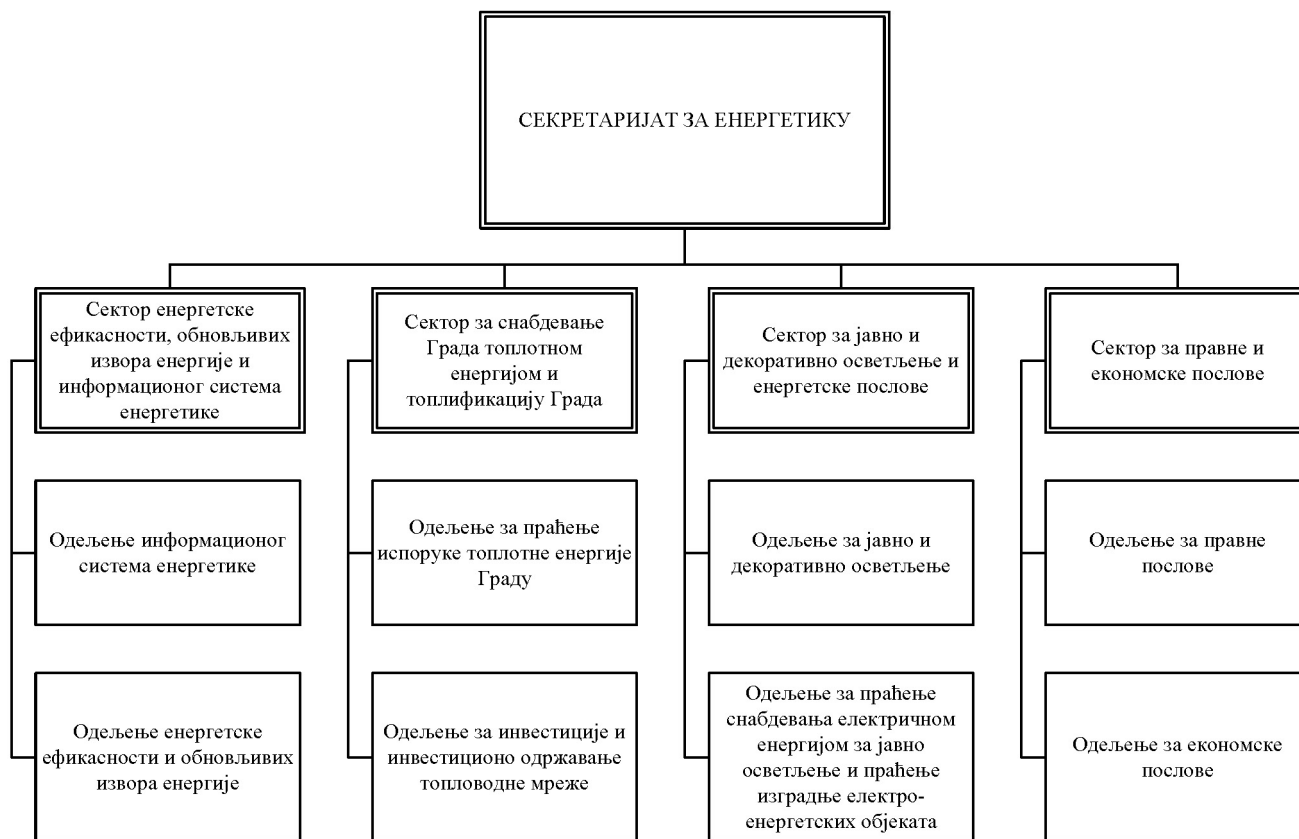 СЕКРЕТАРИЈАТ ЗА ЕНЕРГЕТИКУ
Сектор енергетске
ефикасности, обновљивих
извора енергије и
информационог система
енергетике
Сектор за снабдевање
Града топлотном
енергијом и
топлификацију Града
Сектор за јавно и
декоративно осветљење и
енергетске послове
Сектор за правне и
економске послове
Одељење информационог
система енергетике
Одељење за праћење
испоруке топлотне енергије
Граду
Одељење за јавно и
декоративно осветљење
Одељење за правне
послове
Одељење енергетске
ефикасности и обновљивих
извора енергије
Одељење за инвестиције и
инвестиционо одржавање
топловодне мреже
Одељење за праћење
снабдевања електричном
енергијом за јавно
осветљење и праћење
изградње електро-
енергетских објеката
Одељење за економске
послове